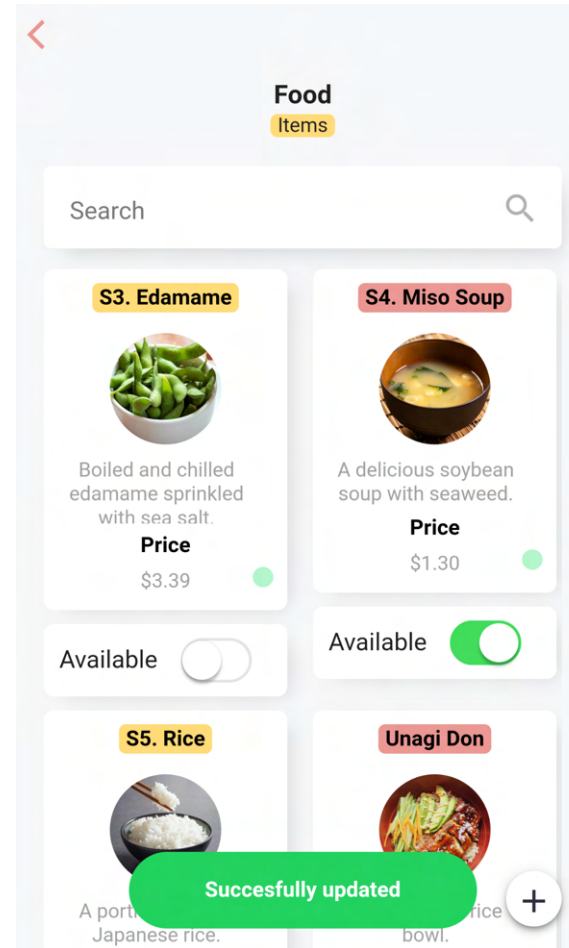 Food
Items
Search
S3. Edamame
Boiled and chilled
edamame sprinkled
with sea salt.
Price
$3.39
Available
S4. Miso Soup
A delicious soybean
soup with seaweed.
Price
$1.30
Available
S5. Rice
Japanese rice.
Unagi Don
rice
bowl.
Succesfully updated
+